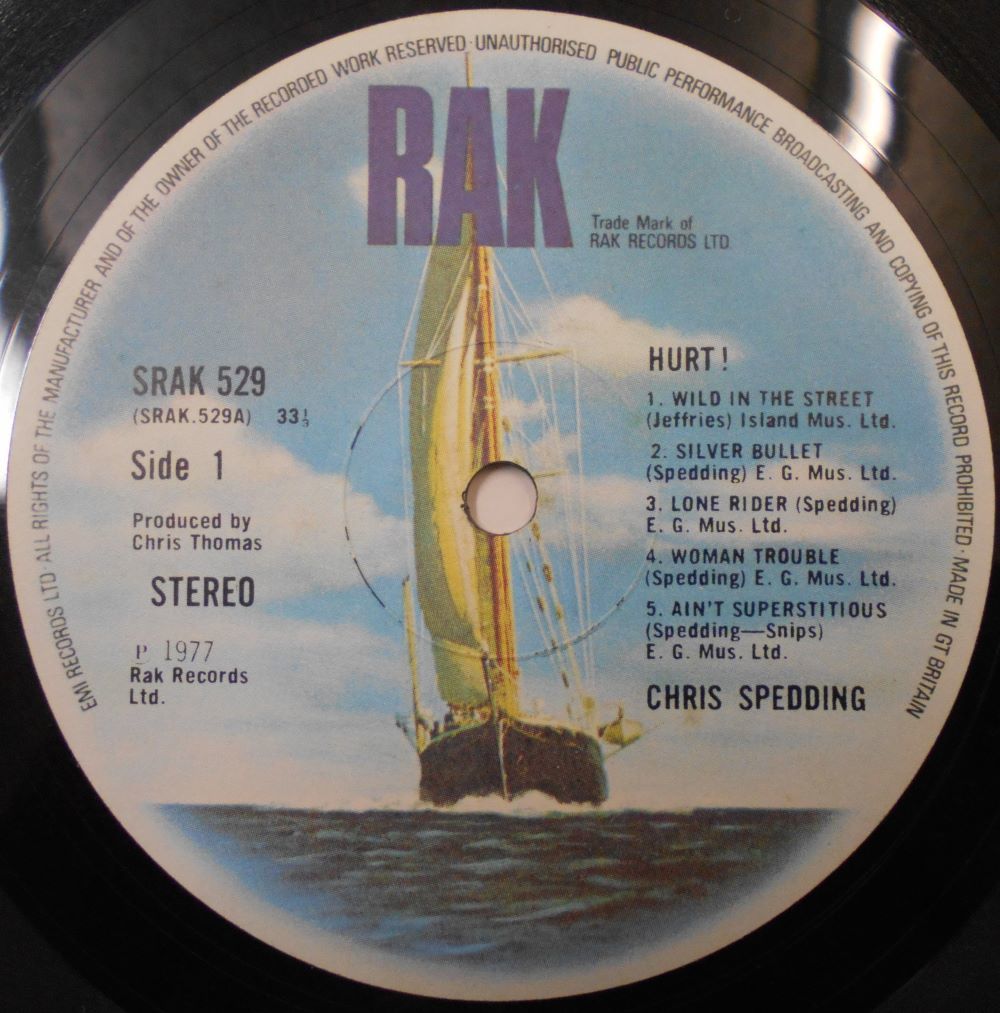 EMI RECORDS LTD · ALL RIGHTS OF THE MANUFACTURER AND OF THE OWNER OF THE RECORDED WORK RESERVED · UNAUTHORISED PUBLIC PERFORMANCE BROADCASTING AND COPYING OF THIS RECORD PROHIBITED · MADE IN GT BRITAIN
RAK
Trade Mark of
RAK RECORDS LTD
SRAK 529
(SRAK.529A) 33⅓
Side 1
Produced by
Chris Thomas
STEREO
℗ 1977
Rak Records
Ltd.
HURT!
1. WILD IN THE STREET
(Jeffries) Island Mus. Ltd.
2. SILVER BULLET
(Spedding) E. G. Mus. Ltd.
3. LONE RIDER (Spedding)
E. G. Mus. Ltd.
4. WOMAN TROUBLE
(Spedding) E. G. Mus. Ltd.
5. AIN'T SUPERSTITIOUS
(Spedding—Snips)
E. G. Mus. Ltd.
CHRIS SPEDDING